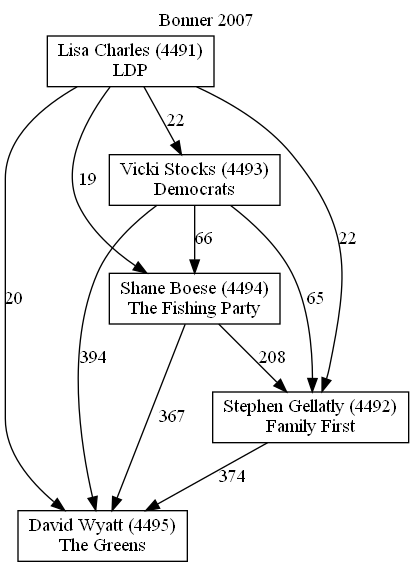 Bonner 2007
Lisa Charles (4491)
LDP
22
Vicki Stocks (4493)
Democrats
19
66
22
Shane Boese (4494)
The Fishing Party
20
65
394
208
367
Stephen Gellatly (4492)
Family First
374
David Wyatt (4495)
The Greens